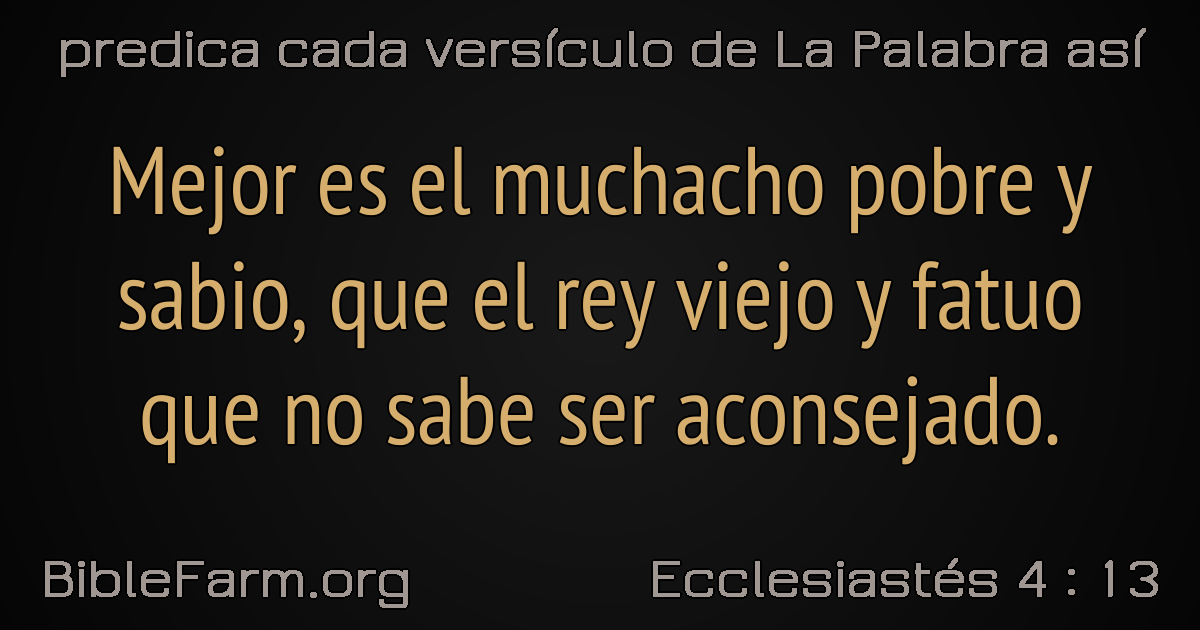 predica cada versículo de La Palabra así
Mejor es el muchacho pobre y
sabio, que el rey viejo y fatuo
que no sabe ser aconsejado.
BibleFarm.org
Ecclesiastés 4 : 13